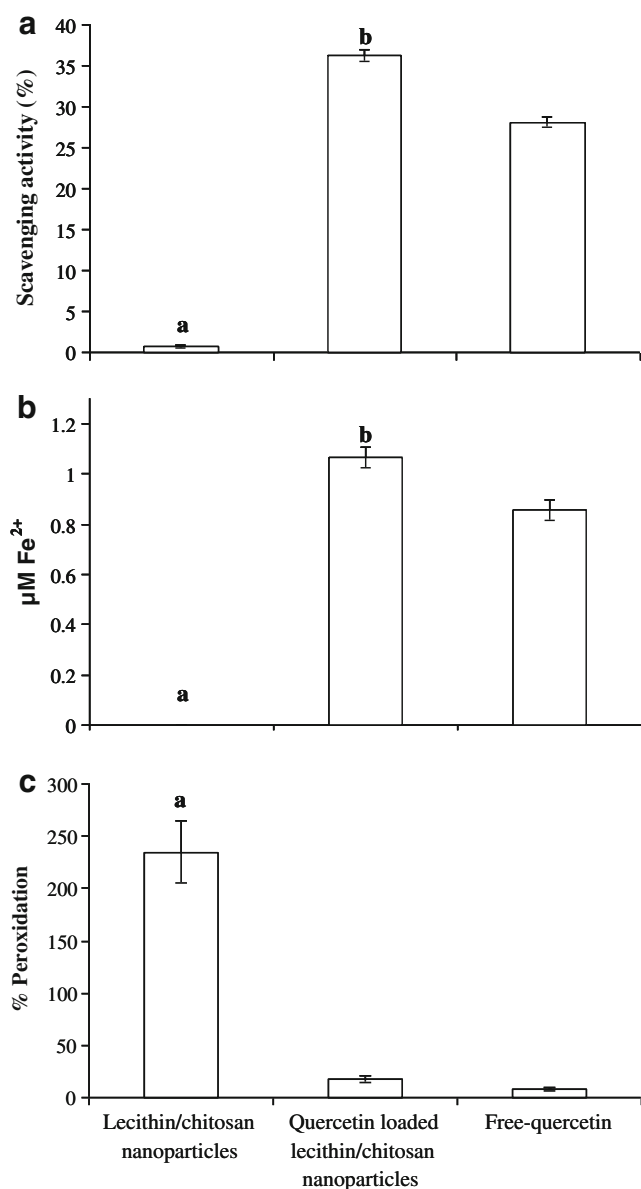 a
Scavenging activity (%)
40
35
30
25
20
15
10
5
0
a
b
b
µM Fe²⁺
1.2
1
0.8
0.6
0.4
0.2
0
a
b
c
% Peroxidation
300
250
200
150
100
50
0
a
Lecithin/chitosan
nanoparticles
Quercetin loaded
lecithin/chitosan
nanoparticles
Free-quercetin